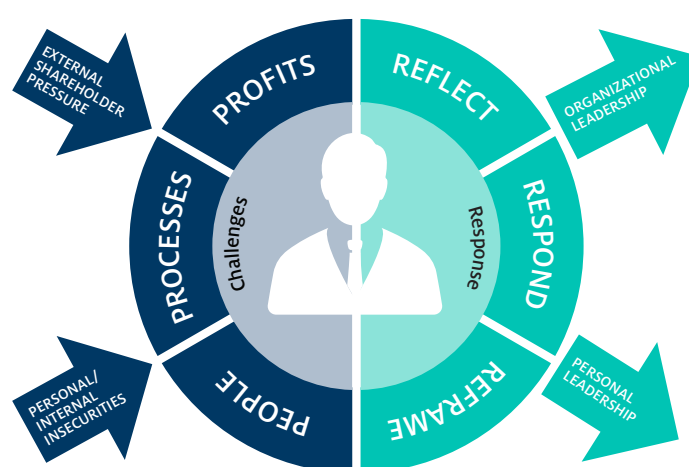 EXTERNAL
SHAREHOLDER
PRESSURE
PROFITS
REFLECT
ORGANIZATIONAL
LEADERSHIP
PROCESSES
Challenges
Response
RESPOND
PERSONAL/
INTERNAL
INSECURITIES
PEOPLE
REFRAME
PERSONAL
LEADERSHIP